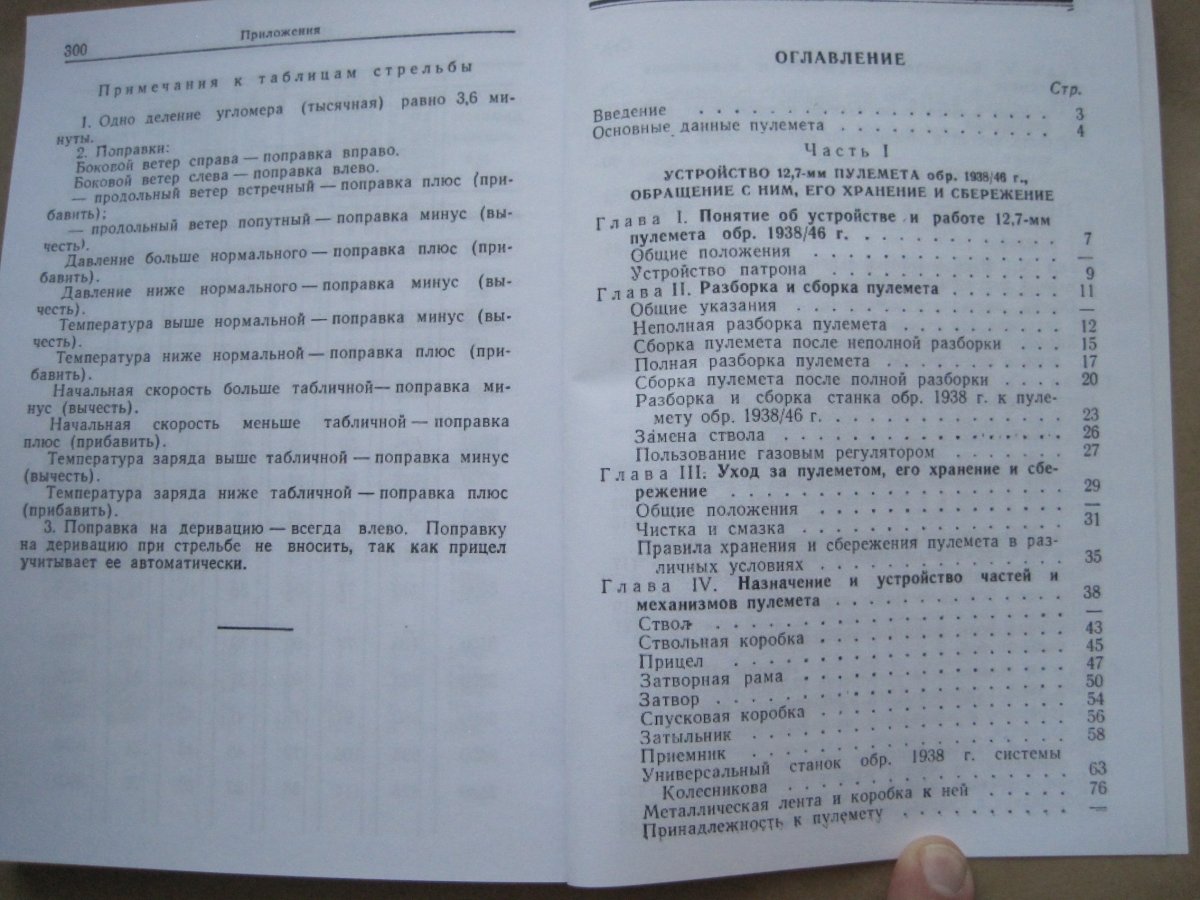 300
Приложения
Примечания к таблицам стрельбы
1. Одно деление угломера (тысячная) равно 3,6 ми-
нуты.
2. Поправки:
Боковой ветер справа — поправка вправо.
Боковой ветер слева — поправка влево.
— продольный ветер встречный — поправка плюс (при-
бавить);
— продольный ветер попутный — поправка минус (вы-
честь).
Давление больше нормального — поправка плюс (при-
бавить).
Давление ниже нормального — поправка минус (вы-
честь).
Температура выше нормальной — поправка минус (вы-
честь).
Температура ниже нормальной — поправка плюс (при-
бавить).
Начальная скорость больше табличной — поправка ми-
нус (вычесть).
Начальная скорость меньше табличной — поправка
плюс (прибавить).
Температура заряда выше табличной — поправка минус
(вычесть).
Температура заряда ниже табличной — поправка плюс
(прибавить).
3. Поправка на деривацию — всегда влево. Поправку
на деривацию при стрельбе не вносить, так как прицел
учитывает ее автоматически.
ОГЛАВЛЕНИЕ
Стр.
Введение . . . . . . . . . . . . 3
Основные данные пулемета . . . . . . . . . 4
Часть I
УСТРОЙСТВО 12,7-мм ПУЛЕМЕТА обр. 1938/46 г.,
ОБРАЩЕНИЕ С НИМ, ЕГО ХРАНЕНИЕ И СБЕРЕЖЕНИЕ
Глава I. Понятие об устройстве и работе 12,7-мм
пулемета обр. 1938/46 г. . . . . . . . . . 7
Общие положения . . . . . . . . . . —
Устройство патрона . . . . . . . . . 9
Глава II. Разборка и сборка пулемета . . . . . . 11
Общие указания . . . . . . . . . . —
Неполная разборка пулемета . . . . . . . 12
Сборка пулемета после неполной разборки . . . 15
Полная разборка пулемета . . . . . . . . 17
Сборка пулемета после полной разборки . . . . 20
Разборка и сборка станка обр. 1938 г. к пуле-
мету обр. 1938/46 г. . . . . . . . . . 23
Замена ствола . . . . . . . . . . . 26
Пользование газовым регулятором . . . . . 27
Глава III. Уход за пулеметом, его хранение и сбе-
режение . . . . . . . . . . . . 29
Общие положения . . . . . . . . . . —
Чистка и смазка . . . . . . . . . . 31
Правила хранения и сбережения пулемета в раз-
личных условиях . . . . . . . . . . 35
Глава IV. Назначение и устройство частей и
механизмов пулемета . . . . . . . . . 38
Ствол . . . . . . . . . . . . . —
Ствольная коробка . . . . . . . . . 43
Прицел . . . . . . . . . . . . 45
Затворная рама . . . . . . . . . . 47
Затвор . . . . . . . . . . . . 50
Спусковая коробка . . . . . . . . . 54
Затыльник . . . . . . . . . . . 56
Приемник . . . . . . . . . . . 58
Универсальный станок обр. 1938 г. системы
Колесникова . . . . . . . . . . . 63
Металлическая лента и коробка к ней . . . . . 76
Принадлежность к пулемету . . . . . . . . —